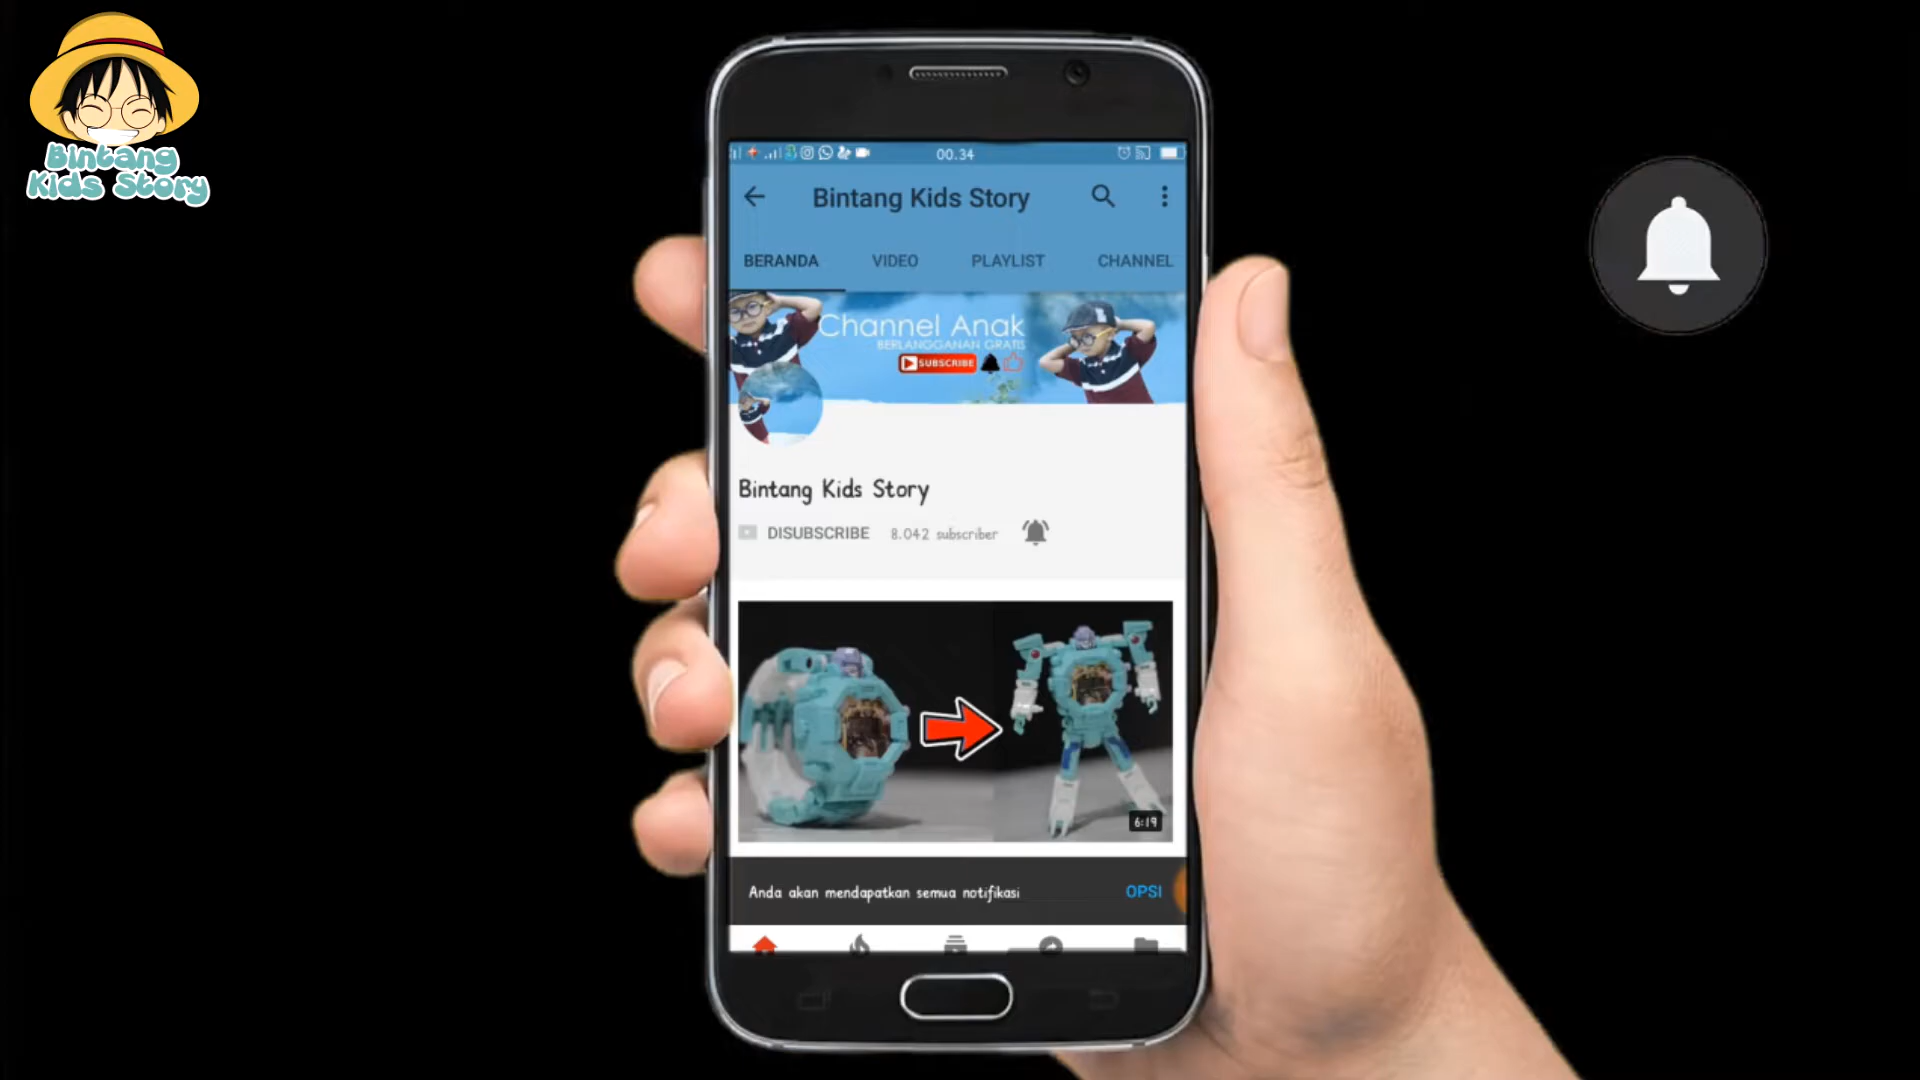 Bintang
Kids Story
00.34
Bintang Kids Story
BERANDA VIDEO PLAYLIST CHANNEL
Channel Anak
BERLANGGANAN GRATIS
SUBSCRIBE
Bintang Kids Story
DISUBSCRIBE 8.042 subscriber
6:19
Anda akan mendapatkan semua notifikasi OPSI